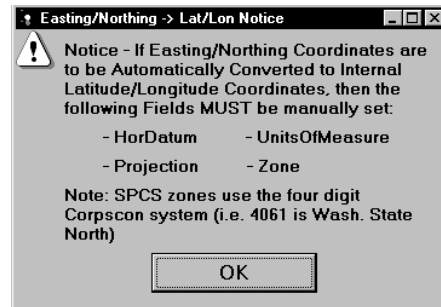 Easting/Northing -> Lat/Lon Notice
Notice - If Easting/Northing Coordinates are
to be Automatically Converted to Internal
Latitude/Longitude Coordinates, then the
following Fields MUST be manually set:
- HorDatum - UnitsOfMeasure
- Projection - Zone
Note: SPCS zones use the four digit
Corpscon system (i.e. 4061 is Wash. State
North)
OK